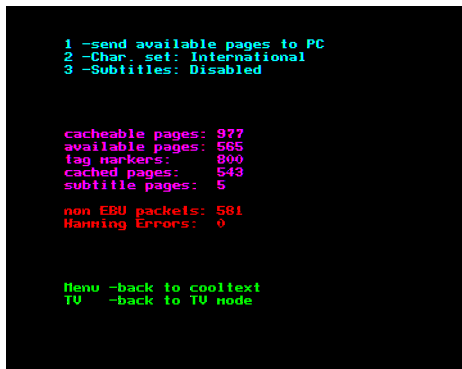 1 -send available pages to PC
2 -Char. set: International
3 -Subtitles: Disabled
cacheable pages: 977
available pages: 565
tag markers: 800
cached pages: 543
subtitle pages: 5
non EBU packets: 581
Hamming Errors: 0
Menu -back to cooltext
TV -back to TV mode